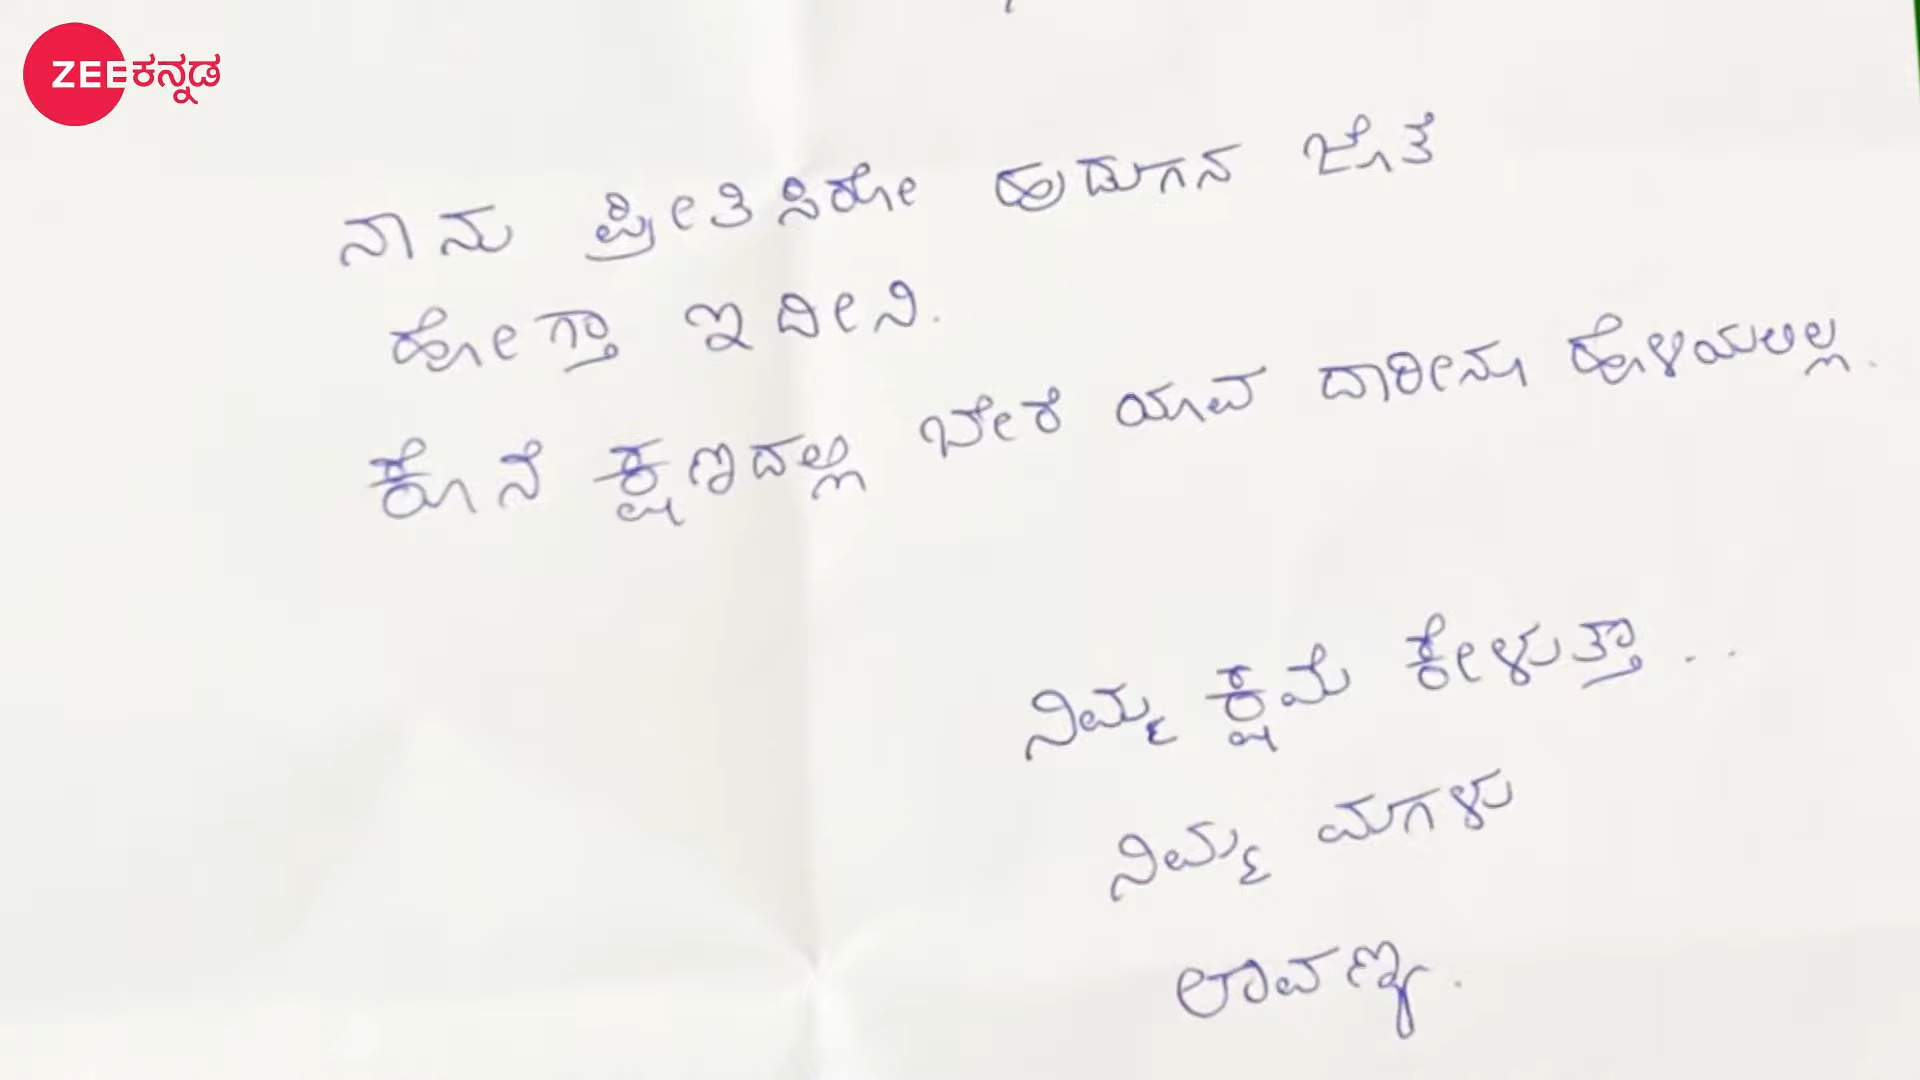 ZEEಕನ್ನಡ
ನಾನು ಪ್ರೀತಿಸಿರೋ ಹುಡುಗನ ಜೊತೆ
ಹೋಗ್ತಾ ಇದೀನಿ.
ಕೊನೆ ಕ್ಷಣದಲ್ಲಿ ಬೇರೆ ಯಾವ ದಾರೀನೂ ಹೊಳಿಯಲಿಲ್ಲ.
ನಿಮ್ಮ ಕ್ಷಮೆ ಕೇಳುತ್ತಾ..
ನಿಮ್ಮ ಮಗಳು
ಲಾವಣ್ಯ.